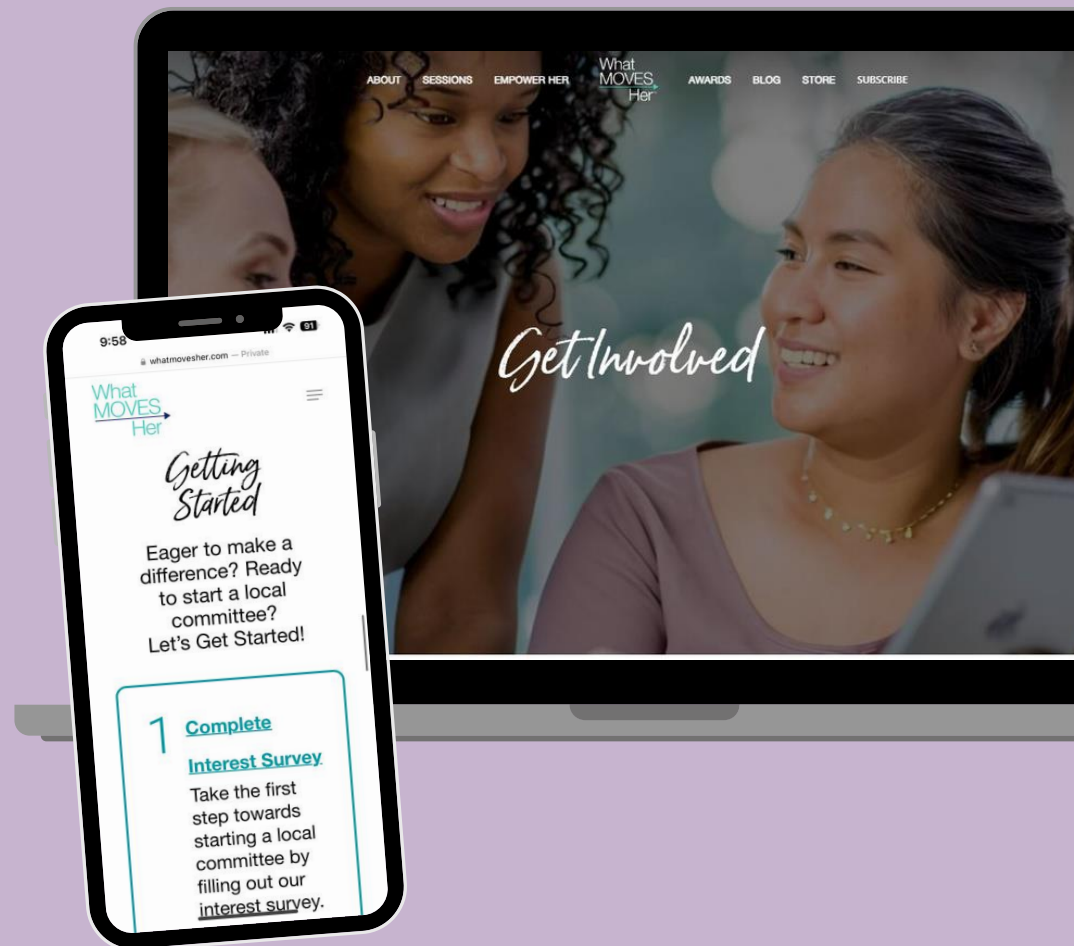 ABOUT SESSIONS EMPOWER HER
What
MOVES
Her
AWARDS BLOG STORE SUBSCRIBE
Get Involved
9:58
91
whatmovesher.com — Private
What
MOVES
Her
Getting
Started
Eager to make a
difference? Ready
to start a local
committee?
Let’s Get Started!
1
Complete
Interest Survey
Take the first
step towards
starting a local
committee by
filling out our
interest survey.